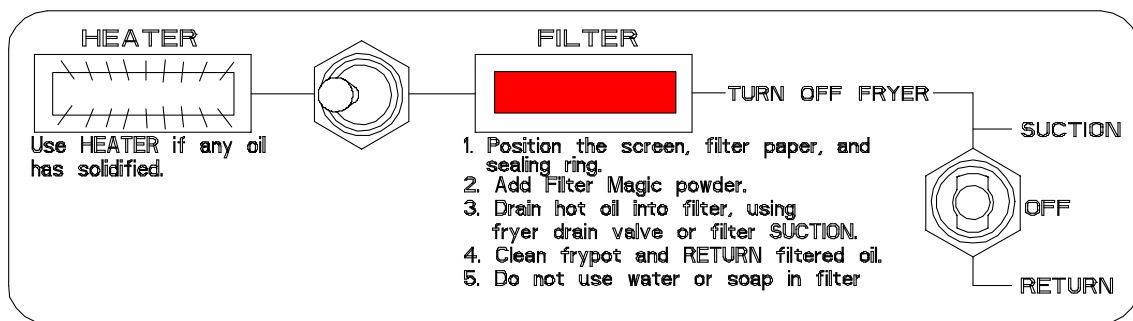 HEATER
FILTER
TURN OFF FRYER
SUCTION
OFF
RETURN
Use HEATER if any oil
has solidified.
1. Position the screen, filter paper, and
sealing ring.
2. Add Filter Magic powder.
3. Drain hot oil into filter, using
fryer drain valve or filter SUCTION.
4. Clean frypot and RETURN filtered oil.
5. Do not use water or soap in filter